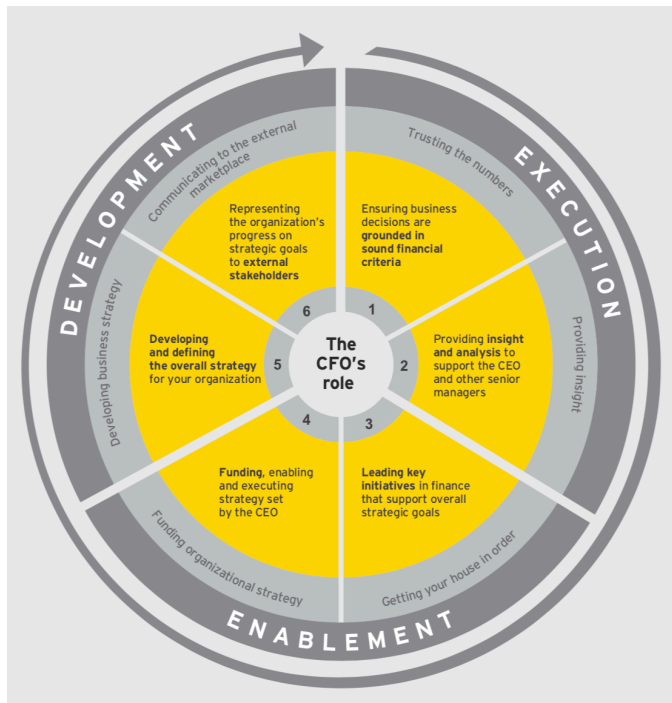 The
CFO's
role
EXECUTION
Trusting the numbers
1
Ensuring business
decisions are
grounded in
sound financial
criteria
Providing insight
2
Providing insight
and analysis to
support the CEO
and other senior
managers
ENABLEMENT
Getting your house in order
3
Leading key
initiatives in finance
that support overall
strategic goals
Funding organizational strategy
4
Funding, enabling
and executing
strategy set
by the CEO
DEVELOPMENT
Developing business strategy
5
Developing
and defining
the overall strategy
for your organization
Communicating to the external
marketplace
6
Representing
the organization's
progress on
strategic goals
to external
stakeholders